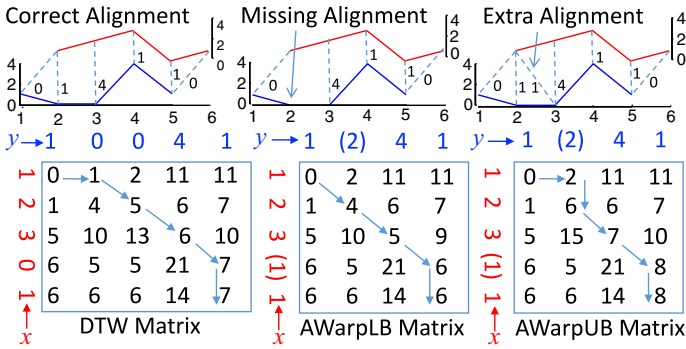 Correct Alignment Missing Alignment Extra Alignment
4 2 0 4 2 0 4 2 0
4 2 0 0 1 4 1 1 0
4 2 0 0 4 1 1 0
4 2 0 0 1 1 4 1 1 0
1 2 3 4 5 6 1 2 3 4 5 6 1 2 3 4 5 6
y 1 0 0 4 1 y 1 (2) 4 1 y 1 (2) 4 1
1 0 1 2 11 11
2 1 4 5 6 7
3 5 10 13 6 10
0 6 5 5 21 7
1 6 6 6 14 7
x
DTW Matrix
1 0 2 11 11
2 1 4 6 7
3 5 10 5 9
(1) 6 5 21 6
1 6 6 14 6
x
AWarpLB Matrix
1 0 2 11 11
2 1 6 6 7
3 5 15 7 10
(1) 6 5 21 8
1 6 6 14 8
x
AWarpUB Matrix